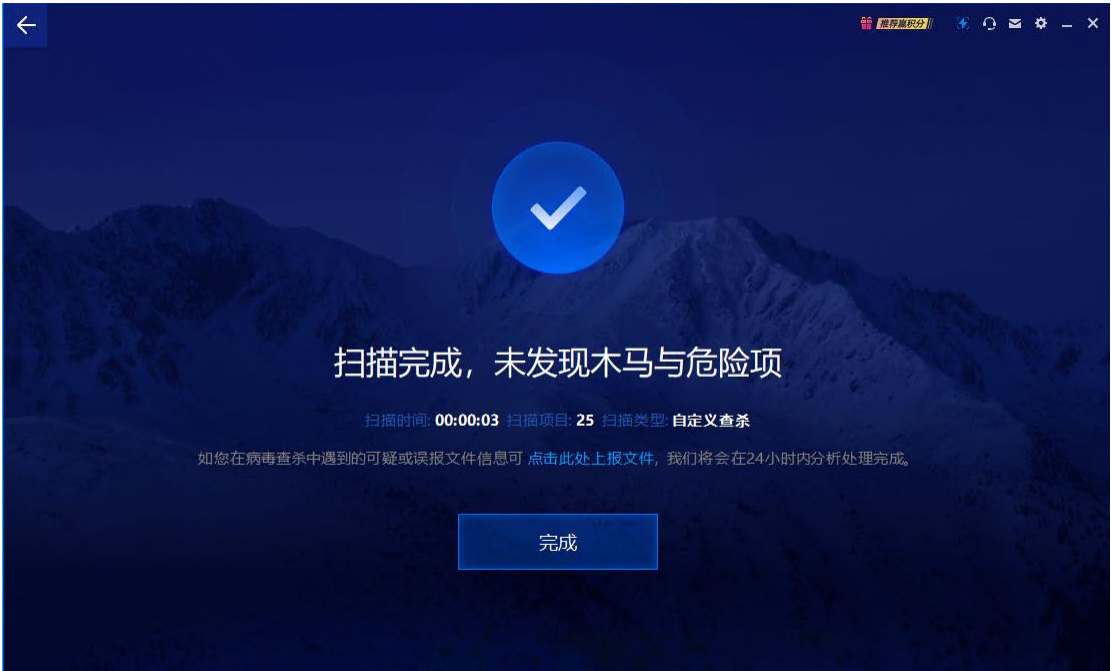 推荐赢积分
扫描完成，未发现木马与危险项
扫描时间: 00:00:03 扫描项目: 25 扫描类型: 自定义查杀
如您在病毒查杀中遇到的可疑或误报文件信息可 点击此处上报文件，我们将会在24小时内分析处理完成。
完成